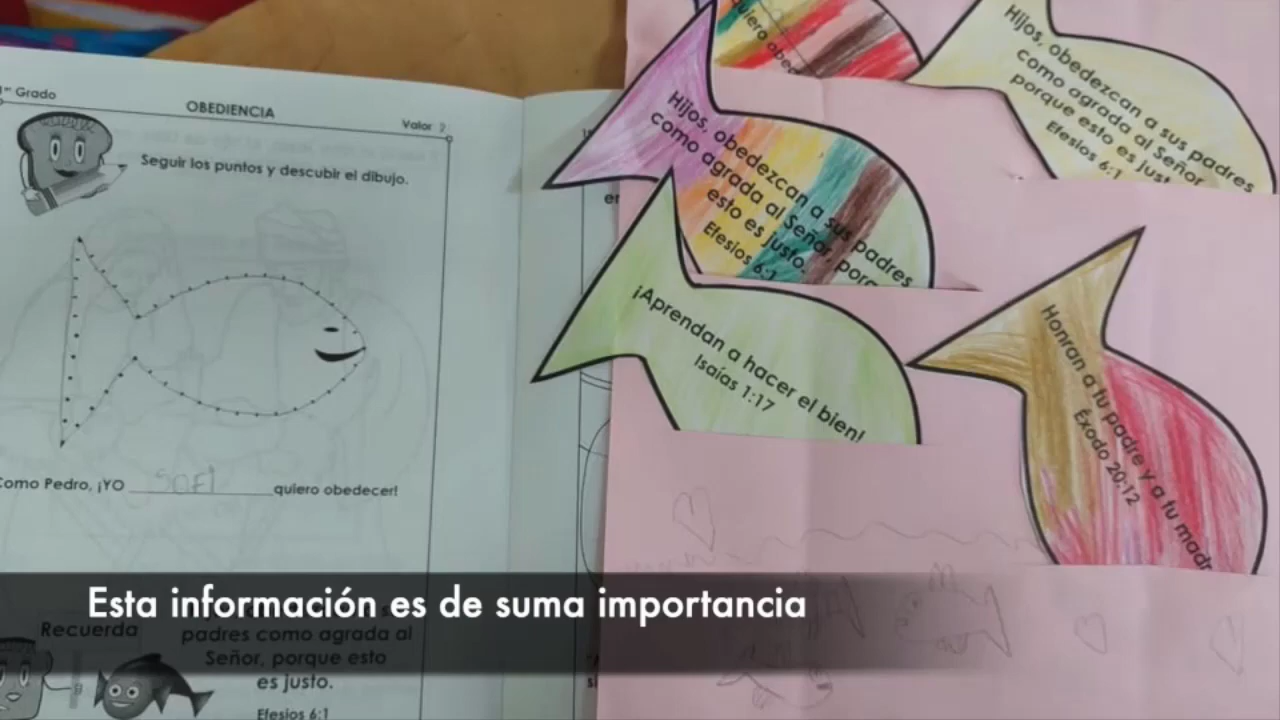 1er Grado
OBEDIENCIA
Valor 7
Seguir los puntos y descubir el dibujo.
Como Pedro, ¡YO SOFI quiero obedecer!
Recuerda
padres como agrada al
Señor, porque esto
es justo.
Efesios 6:1
quiero obed
Hijos, obedezcan a sus padres
como agrada al Señor
porque esto es just
Efesios 6:1
Hijos, obedezcan a sus padres
como agrada al Señor, porq
esto es justo.
Efesios 6:1
¡Aprendan a hacer el bien!
Isaías 1:17
Honran a tu padre y a tu madr
Éxodo 20:12
Esta información es de suma importancia